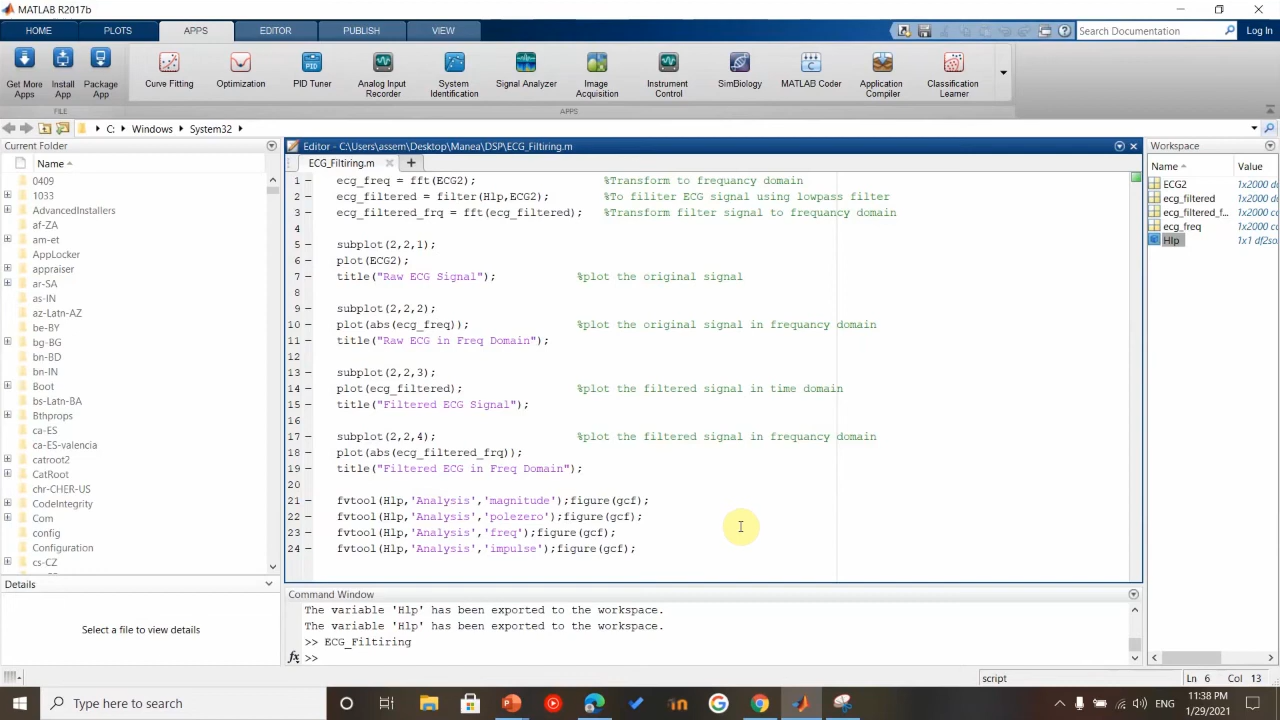 MATLAB R2017b
HOME PLOTS APPS EDITOR PUBLISH VIEW Search Documentation Log In
Get More Apps Install App Package App Curve Fitting Optimization PID Tuner Analog Input Recorder System Identification Signal Analyzer Image Acquisition Instrument Control SimBiology MATLAB Coder Application Compiler Classification Learner
FILE APPS
C: Windows System32
Current Folder
Name
0409
1033
AdvancedInstallers
af-ZA
am-et
AppLocker
appraiser
ar-SA
as-IN
az-Latn-AZ
be-BY
bg-BG
bn-BD
bn-IN
Boot
bs-Latn-BA
Bthprops
ca-ES
ca-ES-valencia
catroot2
CatRoot
chr-CHER-US
CodeIntegrity
Com
config
Configuration
cs-CZ
Details
Select a file to view details
Editor - C:\Users\assem\Desktop\Manea\DSP\ECG_Filtiring.m
ECG_Filtiring.m
1 – ecg_freq = fft(ECG2); %Transform to frequancy domain
2 – ecg_filtered = filter(Hlp,ECG2); %To filiter ECG signal using lowpass filter
3 – ecg_filtered_frq = fft(ecg_filtered); %Transform filter signal to frequancy domain
4
5 – subplot(2,2,1);
6 – plot(ECG2);
7 – title("Raw ECG Signal"); %plot the original signal
8
9 – subplot(2,2,2);
10 – plot(abs(ecg_freq)); %plot the original signal in frequancy domain
11 – title("Raw ECG in Freq Domain");
12
13 – subplot(2,2,3);
14 – plot(ecg_filtered); %plot the filtered signal in time domain
15 – title("Filtered ECG Signal");
16
17 – subplot(2,2,4); %plot the filtered signal in frequancy domain
18 – plot(abs(ecg_filtered_frq));
19 – title("Filtered ECG in Freq Domain");
20
21 – fvtool(Hlp,'Analysis','magnitude');figure(gcf);
22 – fvtool(Hlp,'Analysis','polezero');figure(gcf);
23 – fvtool(Hlp,'Analysis','freq');figure(gcf);
24 – fvtool(Hlp,'Analysis','impulse');figure(gcf);
Command Window
The variable 'Hlp' has been exported to the workspace.
The variable 'Hlp' has been exported to the workspace.
>> ECG_Filtiring
fx >>
Workspace
Name Value
ECG2 1x2000 do
ecg_filtered 1x2000 do
ecg_filtered_f... 1x2000 co
ecg_freq 1x2000 co
Hlp 1x1 df2so
script Ln 6 Col 13
Type here to search
ENG
11:38 PM
1/29/2021